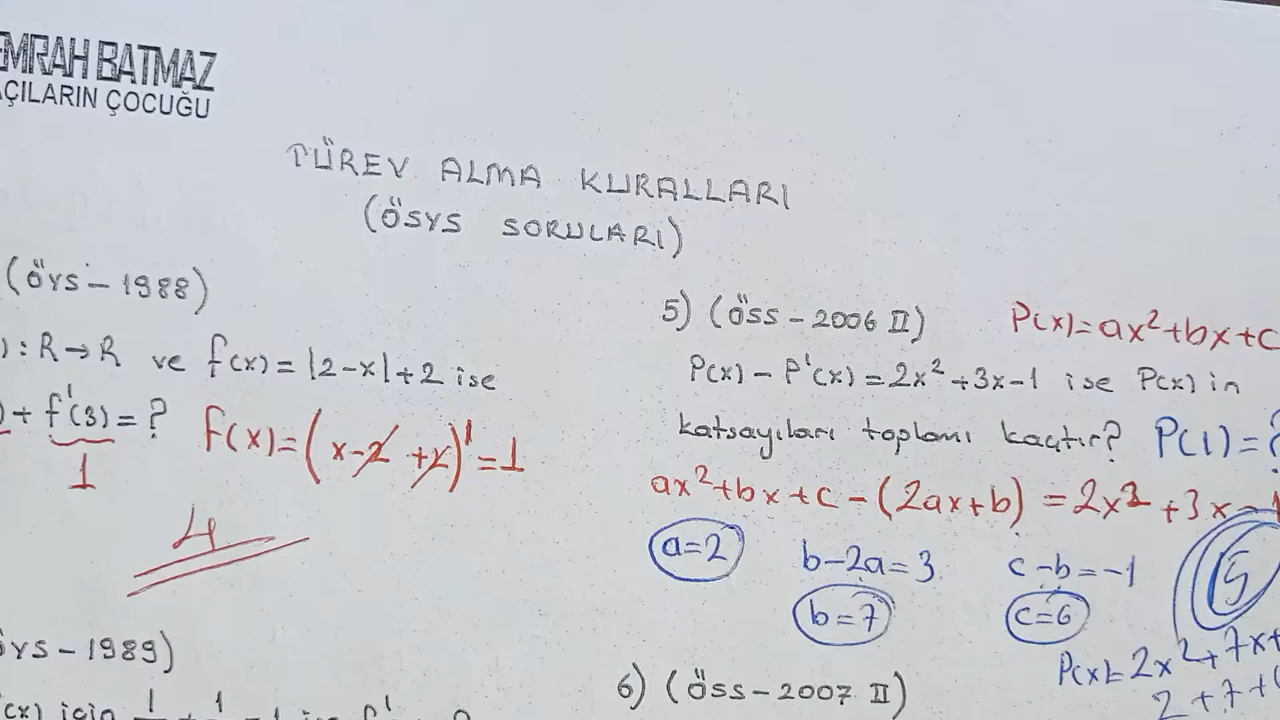 EMRAH BATMAZ
AÇILARIN ÇOCUĞU
TÜREV ALMA KURALLARI
(ÖSYS SORULARI)
(ÖYS - 1988)
) : R→R ve f(x) = |2-x|+2 ise
) + f'(3) = ?
1
f(x) = (x-2+2)' = 1
4
ÖYS - 1989)
(x) için
5) (ÖSS - 2006 II)
P(x) = ax²+bx+c
P(x) - P'(x) = 2x²+3x-1 ise P(x) in
katsayıları toplamı kaçtır? P(1) = ?
ax²+bx+c - (2ax+b) = 2x²+3x-1
a=2 b-2a=3 c-b=-1
b=7 c=6
P(x)= 2x²+7x+
2+7+
6) (ÖSS - 2007 II)